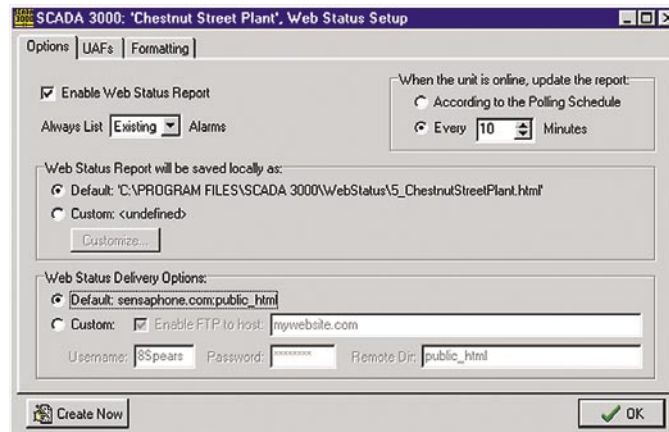 SCADA 3000: 'Chestnut Street Plant', Web Status Setup
Options UAFs Formatting
Enable Web Status Report
Always List Existing Alarms
When the unit is online, update the report:
According to the Polling Schedule
Every 10 Minutes
Web Status Report will be saved locally as:
Default: 'C:\PROGRAM FILES\SCADA 3000\WebStatus\5_ChestnutStreetPlant.html'
Custom: <undefined>
Customize...
Web Status Delivery Options:
Default: sensaphone.com:public_html
Custom: Enable FTP to host: mywebsite.com
Username: 8Spears Password: ******** Remote Dir: public_html
Create Now
OK